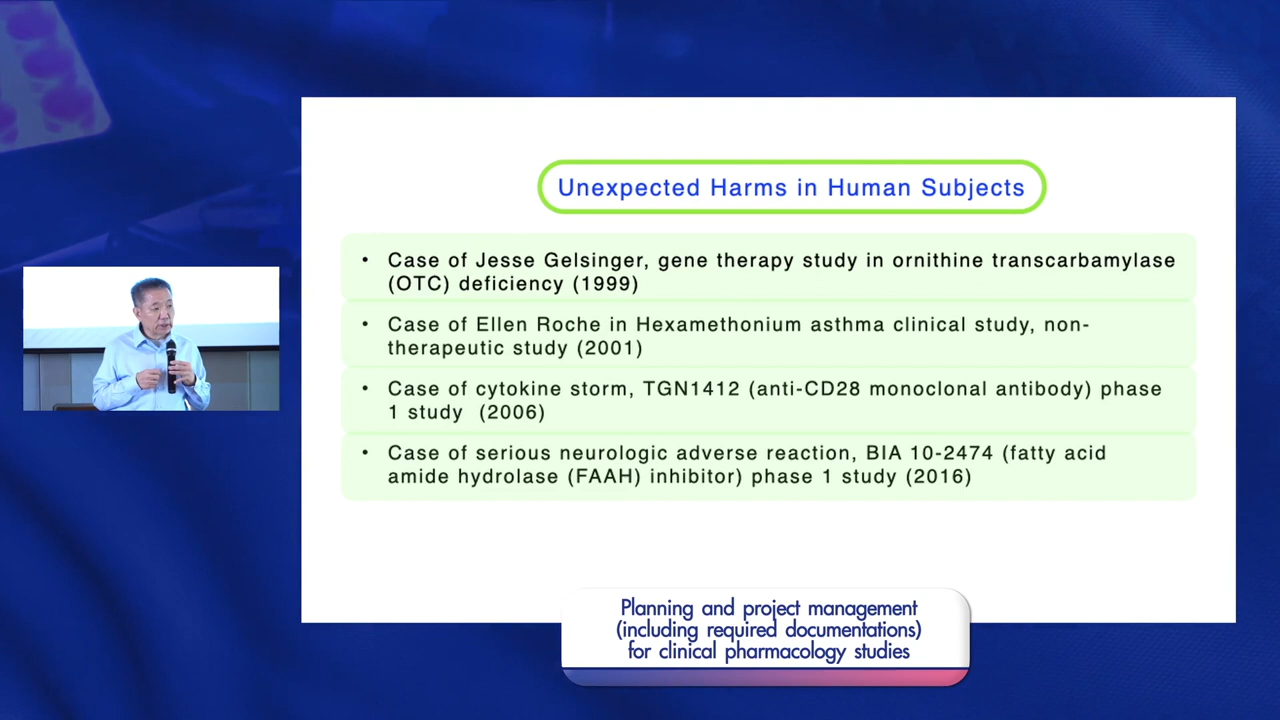 Unexpected Harms in Human Subjects
• Case of Jesse Gelsinger, gene therapy study in ornithine transcarbamylase
(OTC) deficiency (1999)
• Case of Ellen Roche in Hexamethonium asthma clinical study, non-
therapeutic study (2001)
• Case of cytokine storm, TGN1412 (anti-CD28 monoclonal antibody) phase
1 study (2006)
• Case of serious neurologic adverse reaction, BIA 10-2474 (fatty acid
amide hydrolase (FAAH) inhibitor) phase 1 study (2016)
Planning and project management
(including required documentations)
for clinical pharmacology studies